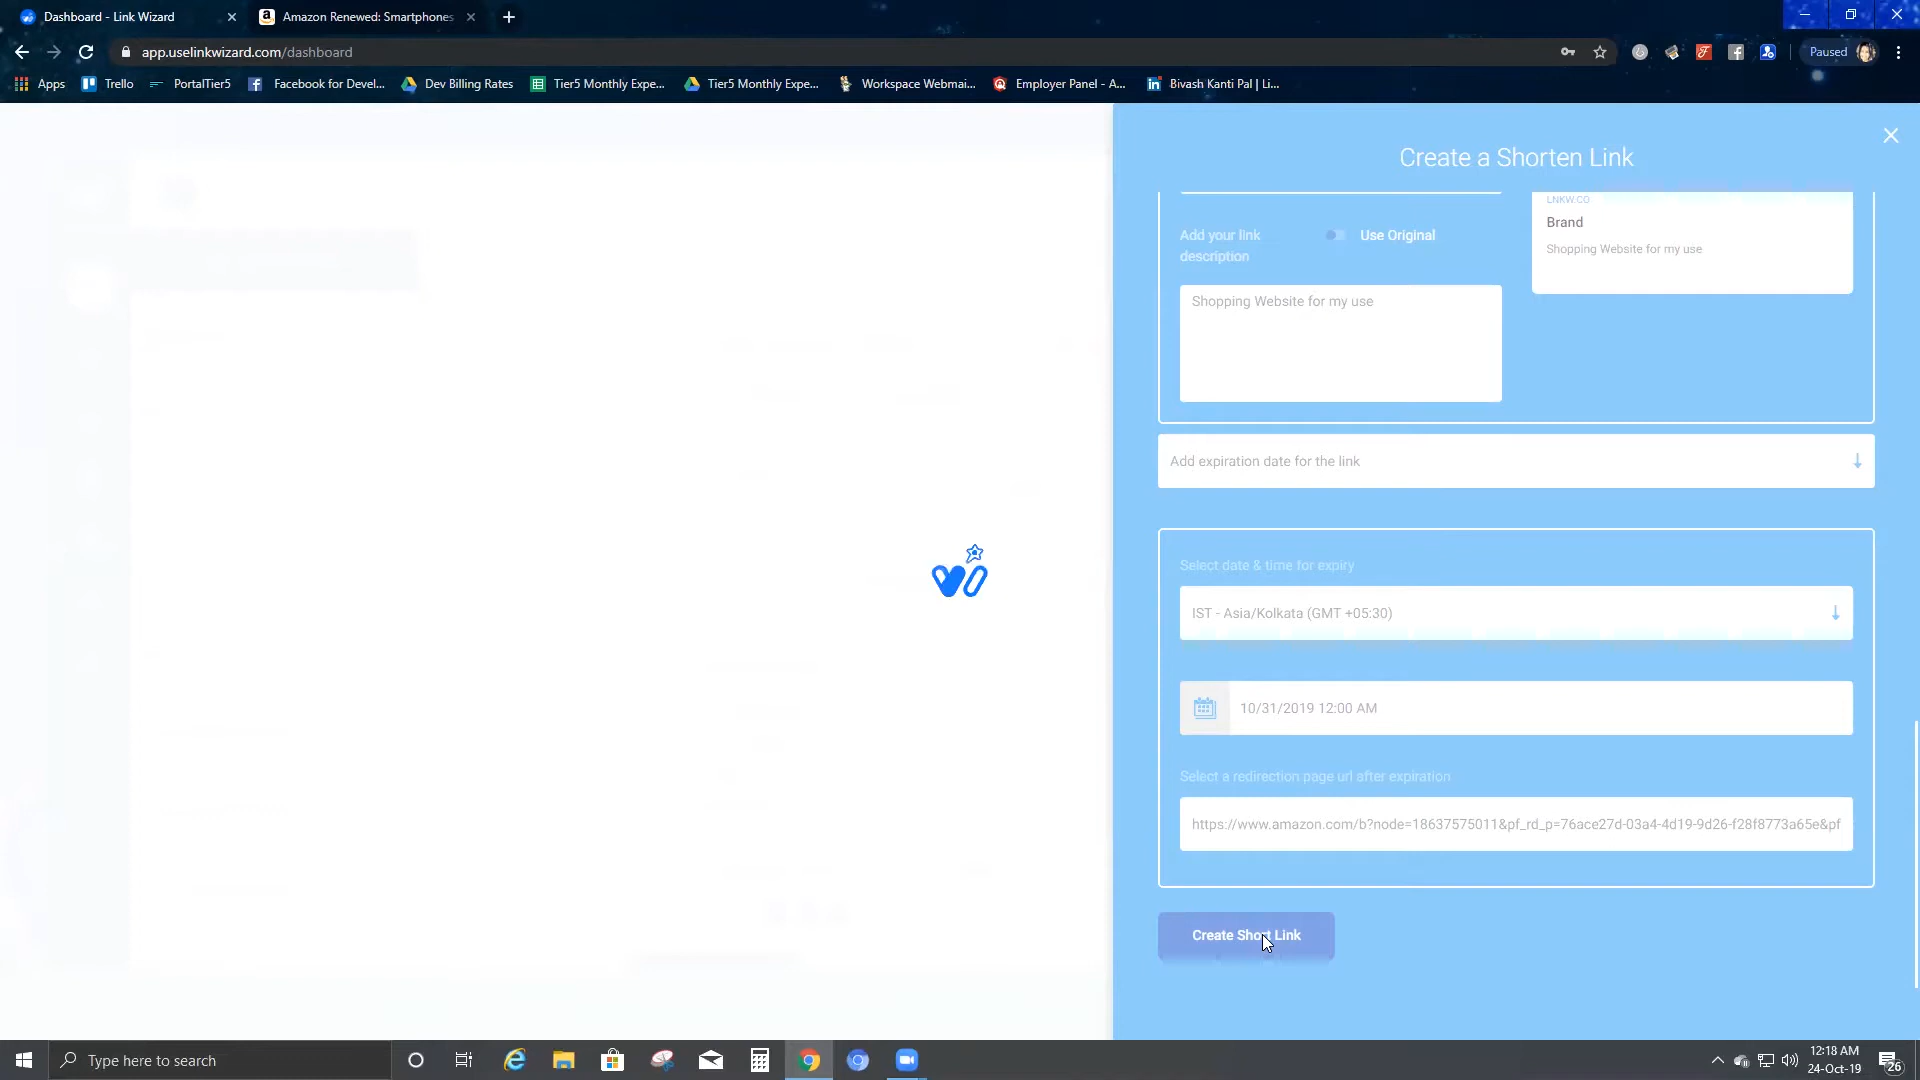 Dashboard - Link Wizard
Amazon Renewed: Smartphones
app.uselinkwizard.com/dashboard
Paused
Apps
Trello
PortalTier5
Facebook for Devel...
Dev Billing Rates
Tier5 Monthly Expe...
Tier5 Monthly Expe...
Workspace Webmai...
Employer Panel - A...
Bivash Kanti Pal | Li...
Create a Shorten Link
LNKW.CO
Brand
Shopping Website for my use
Add your link
description
Use Original
Shopping Website for my use
Add expiration date for the link
Select date & time for expiry
IST - Asia/Kolkata (GMT +05:30)
10/31/2019 12:00 AM
Select a redirection page url after expiration
https://www.amazon.com/b?node=18637575011&pf_rd_p=76ace27d-03a4-4d19-9d26-f28f8773a65e&pf
Create Short Link
Type here to search
12:18 AM
24-Oct-19
26